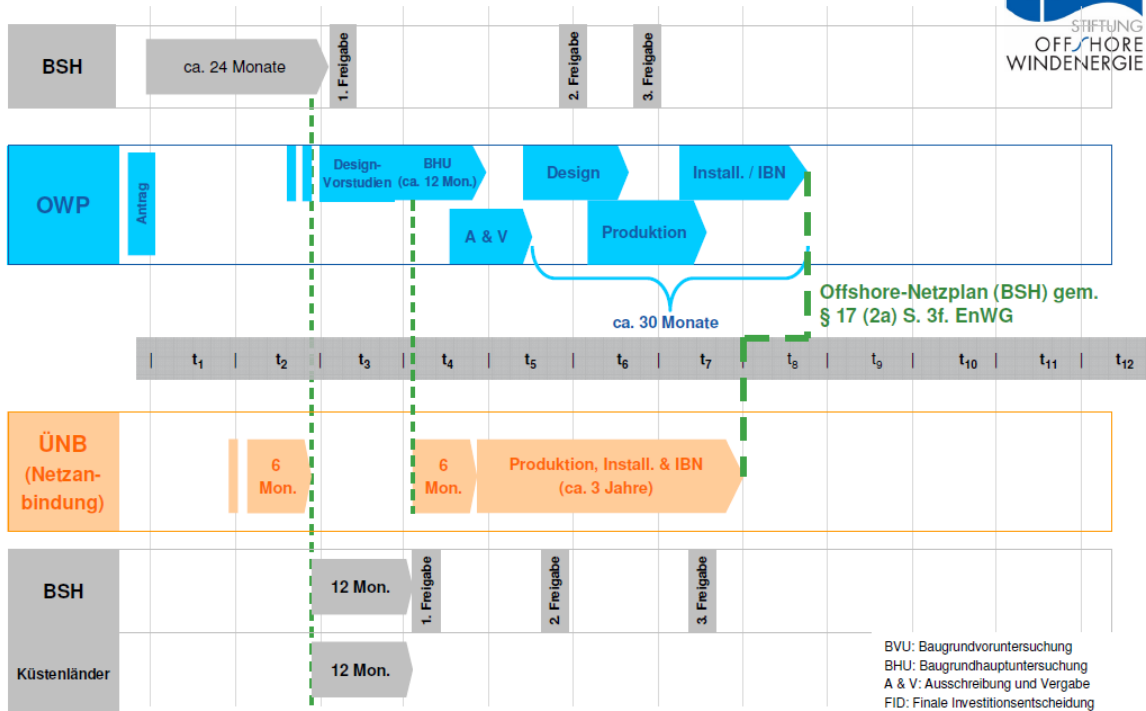 STIFTUNG
OFFSHORE
WINDENERGIE
BSH
ca. 24 Monate
1. Freigabe
2. Freigabe
3. Freigabe
OWP
Antrag
Design-
Vorstudien
BHU
(ca. 12 Mon.)
Design
Install. / IBN
A & V
Produktion
ca. 30 Monate
Offshore-Netzplan (BSH) gem.
§ 17 (2a) S. 3f. EnWG
t1 t2 t3 t4 t5 t6 t7 t8 t9 t10 t11 t12
ÜNB
(Netzan-
bindung)
6
Mon.
6
Mon.
Produktion, Install. & IBN
(ca. 3 Jahre)
BSH
12 Mon.
1. Freigabe
2. Freigabe
3. Freigabe
Küstenländer
12 Mon.
BVU: Baugrundvoruntersuchung
BHU: Baugrundhauptuntersuchung
A & V: Ausschreibung und Vergabe
FID: Finale Investitionsentscheidung